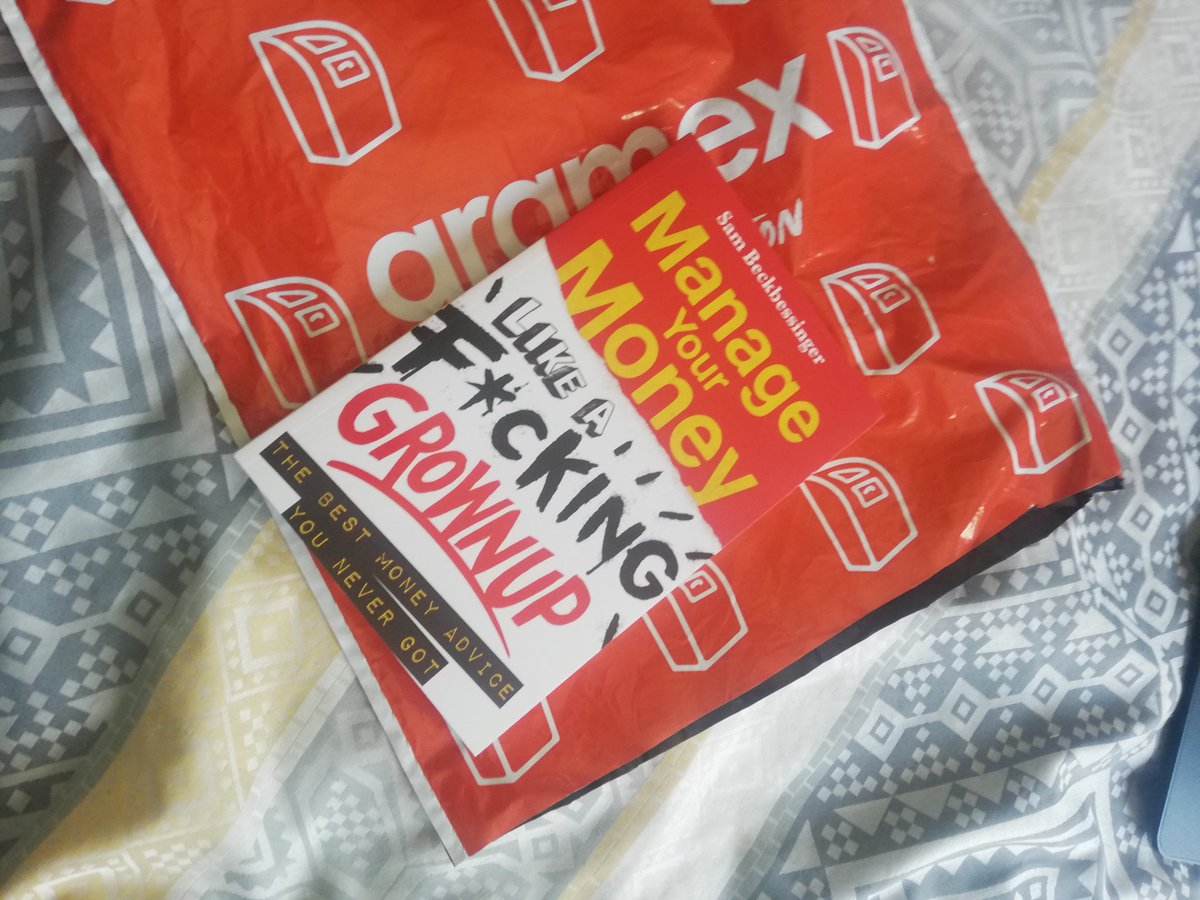 aramex
Sam Beckbessinger
Manage
Your
Money
LIKE A
F*CKING
GROWNUP
THE BEST MONEY ADVICE
YOU NEVER GOT